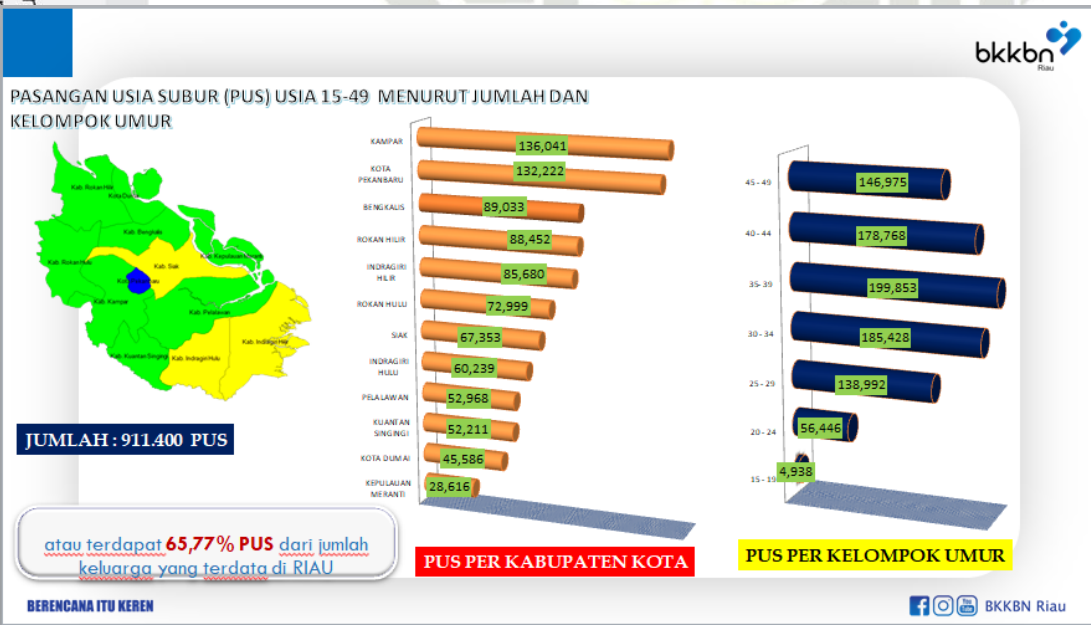 bkkbn
Riau
PASANGAN USIA SUBUR (PUS) USIA 15-49 MENURUT JUMLAH DAN
KELOMPOK UMUR
Kab. Rokan Hilir
Kota Dumai
Kab. Bengkalis
Kab. Kepulauan Meranti
Kab. Rokan Hulu
Kab. Siak
Kab. Kampar
Kab. Pelalawan
Kab. Kuantan Singingi
Kab. Indragiri Hulu
Kab. Indragiri Hilir
JUMLAH : 911.400 PUS
atau terdapat 65,77% PUS dari jumlah
keluarga yang terdata di RIAU
KAMPAR
136,041
KOTA
PEKANBARU
132,222
BENGKALIS
89,033
ROKAN HILIR
88,452
INDRAGIRI
HILIR
85,680
ROKAN HULU
72,999
SIAK
67,353
INDRAGIRI
HULU
60,239
PELALAWAN
52,968
KUANTAN
SINGINGI
52,211
KOTA DUMAI
45,586
KEPULAUAN
MERANTI
28,616
PUS PER KABUPATEN KOTA
45 - 49
146,975
40 - 44
178,768
35- 39
199,853
30 - 34
185,428
25 - 29
138,992
20 - 24
56,446
15 - 19
4,938
PUS PER KELOMPOK UMUR
BERENCANA ITU KEREN
BKKBN Riau